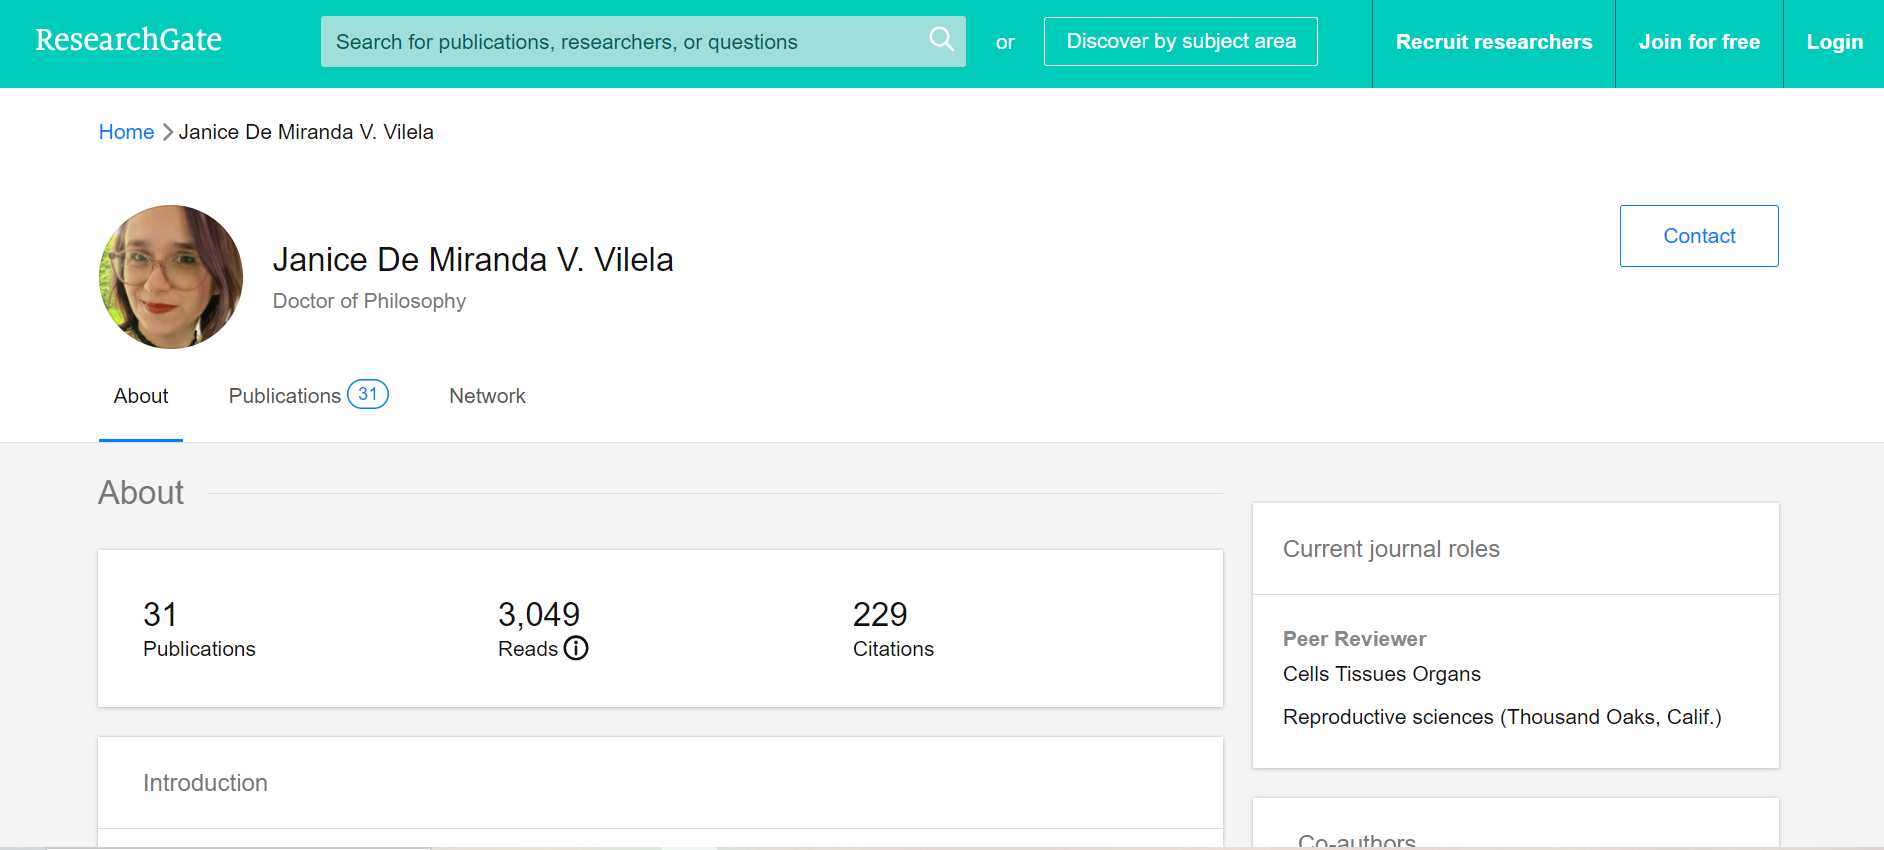 ResearchGate
Search for publications, researchers, or questions
or
Discover by subject area
Recruit researchers
Join for free
Login
Home
Janice De Miranda V. Vilela
Janice De Miranda V. Vilela
Doctor of Philosophy
Contact
About
Publications 31
Network
About
31
Publications
3,049
Reads
229
Citations
Introduction
Current journal roles
Peer Reviewer
Cells Tissues Organs
Reproductive sciences (Thousand Oaks, Calif.)
Co-authors